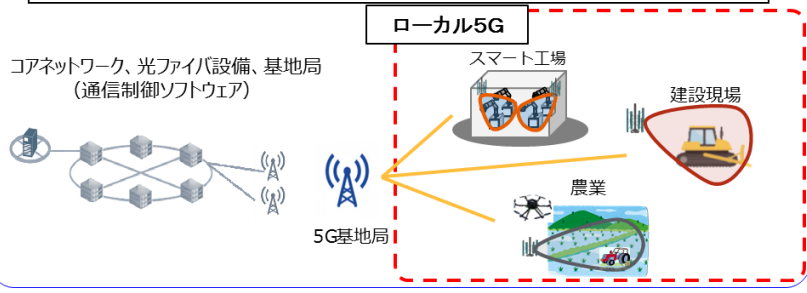 ローカル5G
コアネットワーク、光ファイバ設備、基地局
(通信制御ソフトウェア)
スマート工場
建設現場
農業
5G基地局